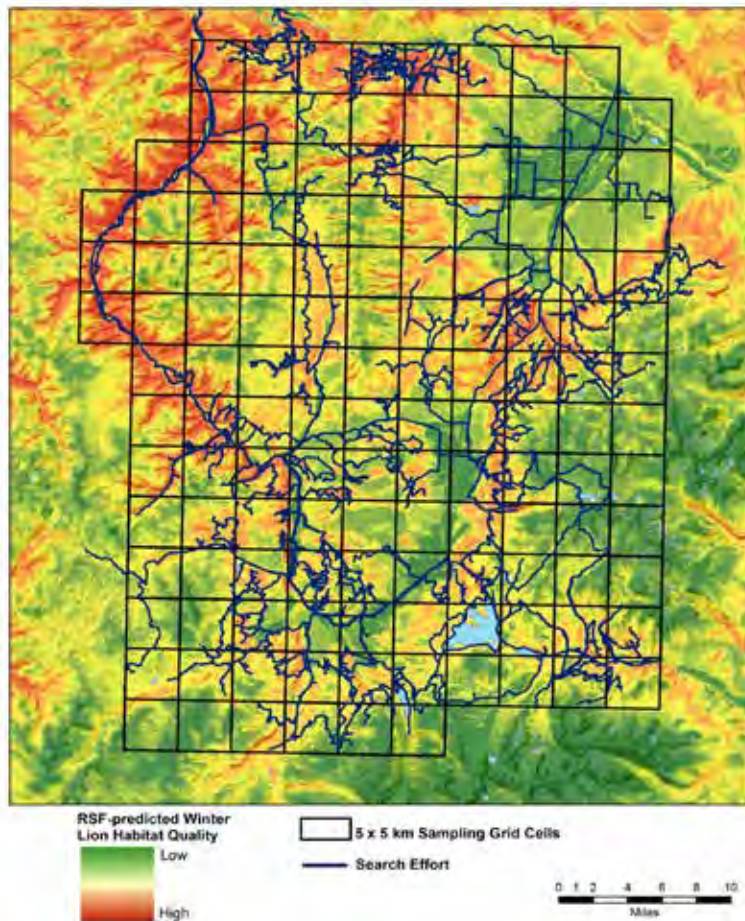 RSF-predicted Winter
Lion Habitat Quality
Low
High
5 x 5 km Sampling Grid Cells
Search Effort
0 1 2 4 6 8 10
Miles